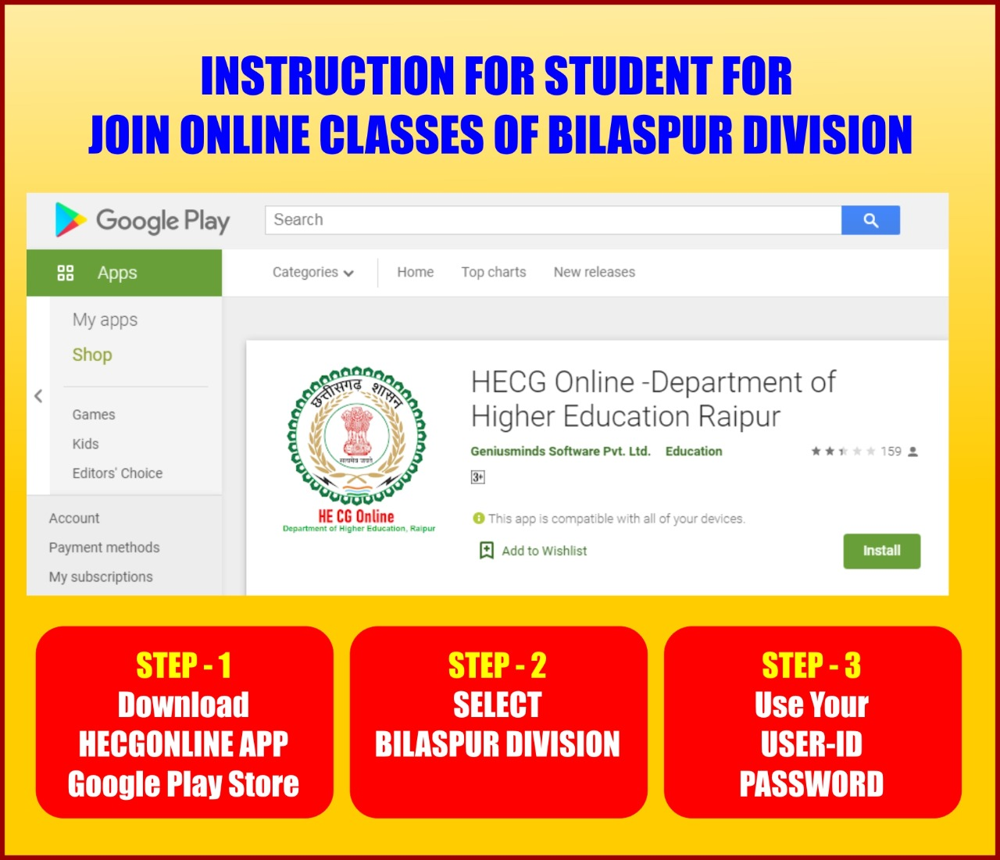 INSTRUCTION FOR STUDENT FOR
JOIN ONLINE CLASSES OF BILASPUR DIVISION
Google Play
Search
Apps
Categories
Home
Top charts
New releases
My apps
Shop
Games
Kids
Editors' Choice
Account
Payment methods
My subscriptions
छत्तीसगढ़ शासन
सत्यमेव जयते
HE CG Online
Department of Higher Education, Raipur
HECG Online -Department of
Higher Education Raipur
Geniusminds Software Pvt. Ltd. Education
159
3+
This app is compatible with all of your devices.
Add to Wishlist
Install
STEP - 1
Download
HECGONLINE APP
Google Play Store
STEP - 2
SELECT
BILASPUR DIVISION
STEP - 3
Use Your
USER-ID
PASSWORD